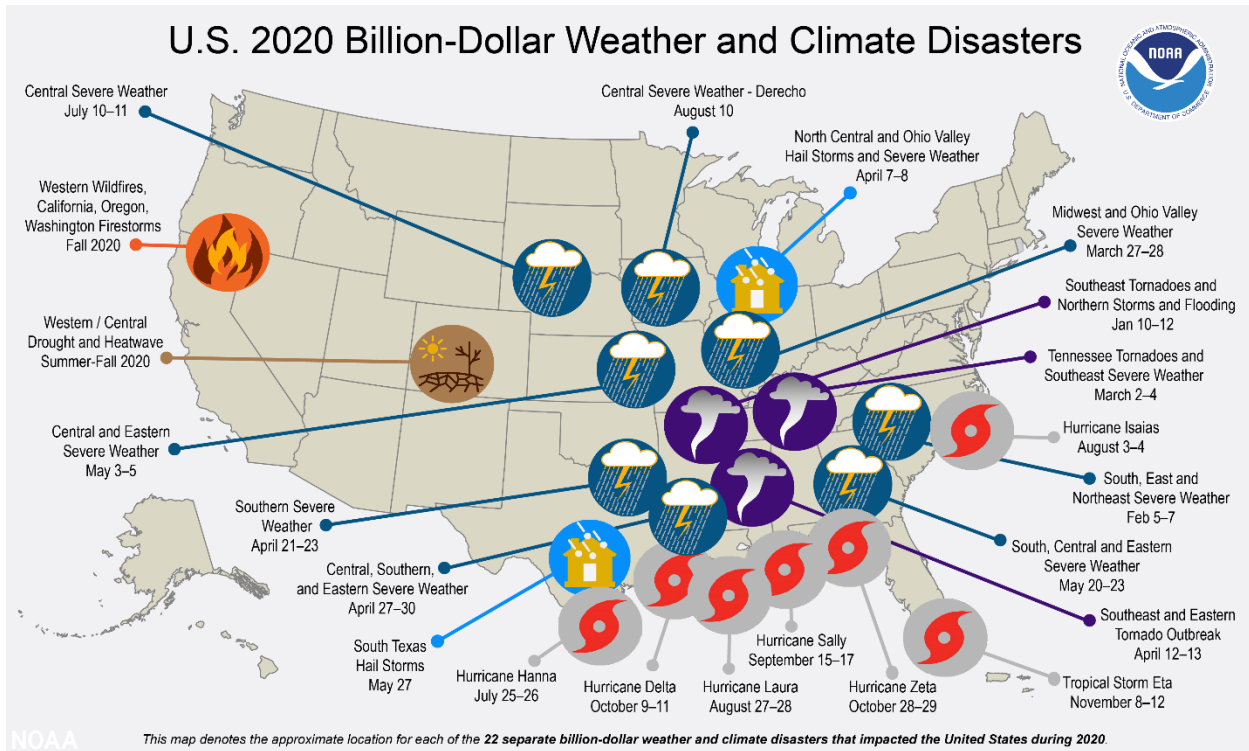 U.S. 2020 Billion-Dollar Weather and Climate Disasters
NATIONAL OCEANIC AND ATMOSPHERIC ADMINISTRATION
NOAA
U.S. DEPARTMENT OF COMMERCE
Central Severe Weather
July 10–11
Central Severe Weather - Derecho
August 10
North Central and Ohio Valley
Hail Storms and Severe Weather
April 7–8
Western Wildfires,
California, Oregon,
Washington Firestorms
Fall 2020
Midwest and Ohio Valley
Severe Weather
March 27–28
Southeast Tornadoes and
Northern Storms and Flooding
Jan 10–12
Western / Central
Drought and Heatwave
Summer-Fall 2020
Tennessee Tornadoes and
Southeast Severe Weather
March 2–4
Central and Eastern
Severe Weather
May 3–5
Hurricane Isaias
August 3–4
South, East and
Northeast Severe Weather
Feb 5–7
Southern Severe
Weather
April 21–23
South, Central and Eastern
Severe Weather
May 20–23
Central, Southern,
and Eastern Severe Weather
April 27–30
Southeast and Eastern
Tornado Outbreak
April 12–13
South Texas
Hail Storms
May 27
Hurricane Hanna
July 25–26
Hurricane Delta
October 9–11
Hurricane Laura
August 27–28
Hurricane Sally
September 15–17
Hurricane Zeta
October 28–29
Tropical Storm Eta
November 8–12
NOAA
This map denotes the approximate location for each of the 22 separate billion-dollar weather and climate disasters that impacted the United States during 2020.